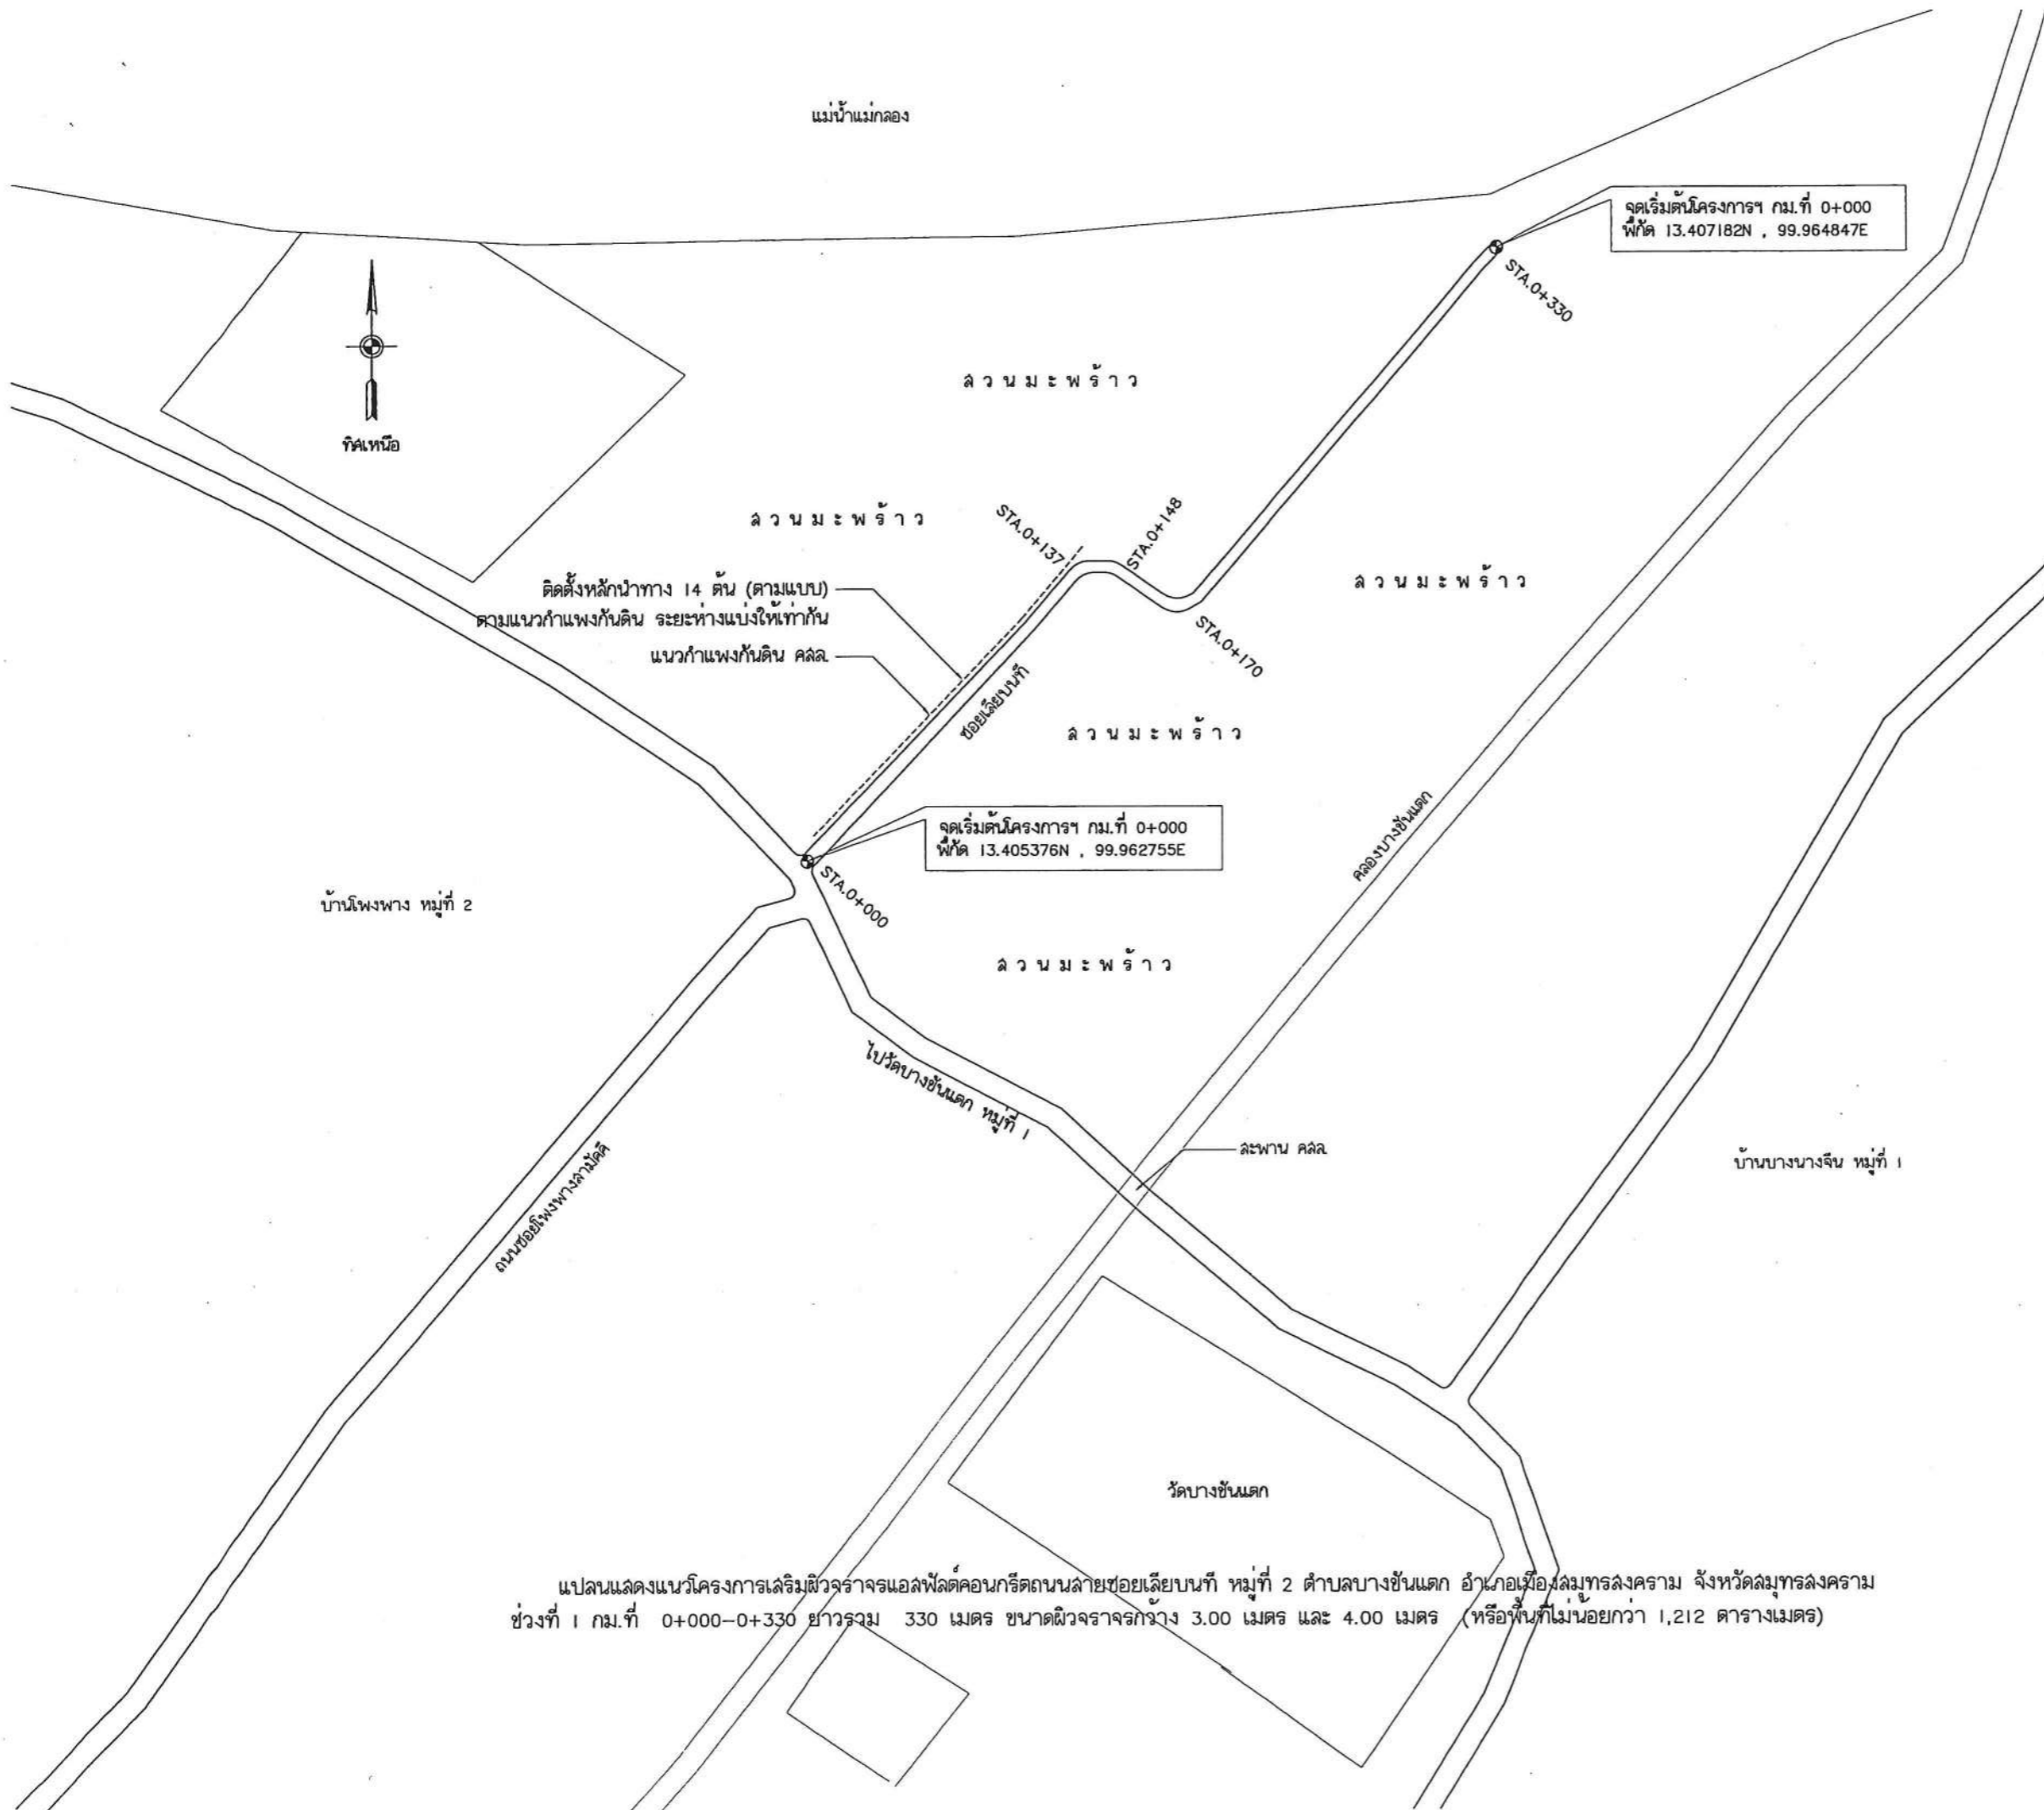 แม่น้ำแม่กลอง
จุดเริ่มต้นโครงการฯ กม.ที่ 0+000
พิกัด 13.407182N , 99.964847E
STA.0+330
ทิศเหนือ
สวนมะพร้าว
สวนมะพร้าว
STA.0+137
STA.0+148
สวนมะพร้าว
ติดตั้งหลักนำทาง 14 ต้น (ตามแบบ)
ตามแนวกำแพงกันดิน ระยะห่างแบ่งให้เท่ากัน
STA.0+170
แนวกำแพงกันดิน คสล.
ซอยเลียบนที
สวนมะพร้าว
จุดเริ่มต้นโครงการฯ กม.ที่ 0+000
พิกัด 13.405376N , 99.962755E
คลองบางขันแตก
STA.0+000
บ้านโพงพาง หมู่ที่ 2
สวนมะพร้าว
ไปวัดบางขันแตก หมู่ที่ 1
สะพาน คสล.
บ้านบางนางจีน หมู่ที่ 1
ถนนซอยโพงพางสามัคคี
วัดบางขันแตก
แปลนแสดงแนวโครงการเสริมผิวจราจรแอสฟัลต์คอนกรีตถนนสายซอยเลียบนที หมู่ที่ 2 ตำบลบางขันแตก อำเภอเมืองสมุทรสงคราม จังหวัดสมุทรสงคราม
ช่วงที่ 1 กม.ที่ 0+000-0+330 ยาวรวม 330 เมตร ขนาดผิวจราจรกว้าง 3.00 เมตร และ 4.00 เมตร (หรือพื้นที่ไม่น้อยกว่า 1,212 ตารางเมตร)